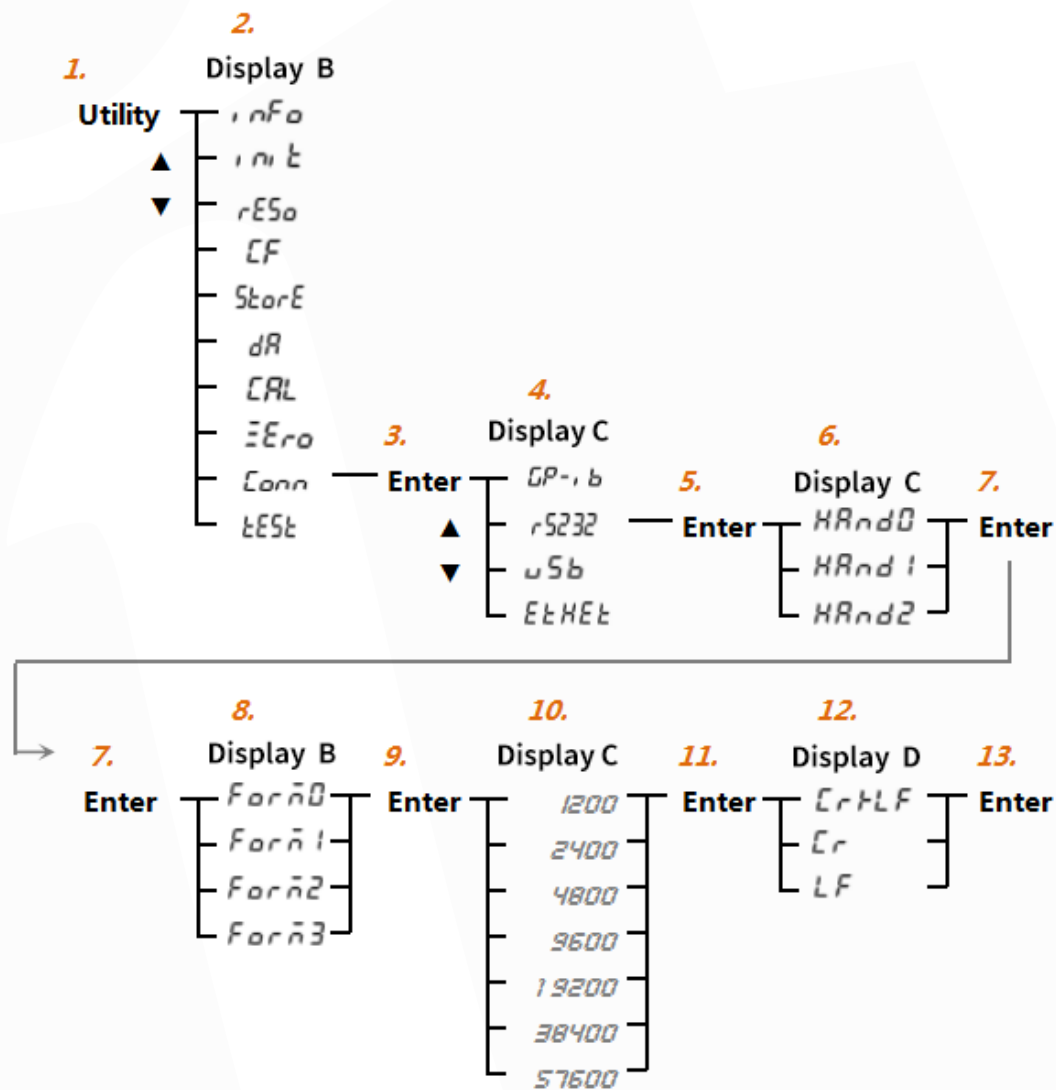 1.
Utility
▲
▼
2.
Display B
inFo
init
rESo
CF
StorE
dA
CAL
ZEro
Conn
tESt
3.
Enter
▲
▼
4.
Display C
GP-ib
rS232
uSb
EtHEt
5.
Enter
6.
Display C
HAnd0
HAnd1
HAnd2
7.
Enter
7.
Enter
8.
Display B
Form0
Form1
Form2
Form3
9.
Enter
10.
Display C
1200
2400
4800
9600
19200
38400
57600
11.
Enter
12.
Display D
Cr+LF
Cr
LF
13.
Enter